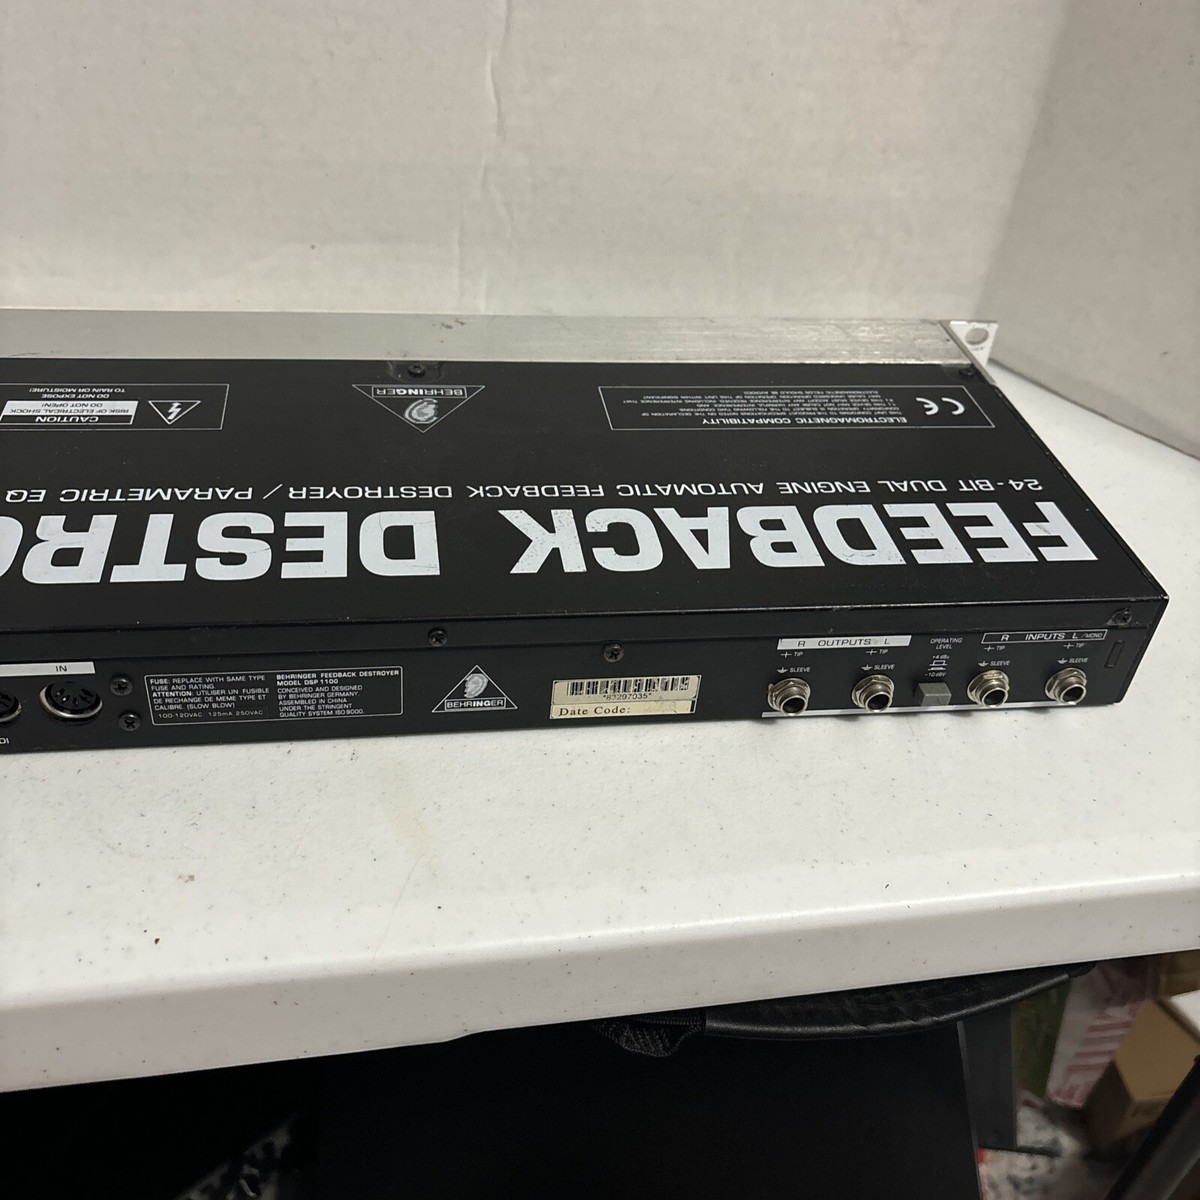 FEEDBACK DESTRO
24-BIT DUAL ENGINE AUTOMATIC FEEDBACK DESTROYER / PARAMETRIC EQ
ELECTROMAGNETIC COMPATIBILITY
CE
BEHRINGER
CAUTION
RISK OF ELECTRICAL SHOCK
DO NOT OPEN!
DO NOT EXPOSE
TO RAIN OR MOISTURE!
IN
FUSE: REPLACE WITH SAME TYPE
FUSE AND RATING.
ATTENTION: UTILISER UN FUSIBLE
DE RECHANGE DE MEME TYPE ET
CALIBRE. (SLOW BLOW)
100-120VAC 125mA 250VAC
BEHRINGER FEEDBACK DESTROYER
MODEL DSP 1100
CONCEIVED AND DESIGNED
BY BEHRINGER GERMANY.
ASSEMBLED IN CHINA
UNDER THE STRINGENT
QUALITY SYSTEM ISO 9000.
BEHRINGER
*83297035*
Date Code:
R OUTPUTS L
TIP
SLEEVE
TIP
SLEEVE
OPERATING
LEVEL
+4 dBu
-10 dBV
R INPUTS L /MONO
TIP
SLEEVE
TIP
SLEEVE